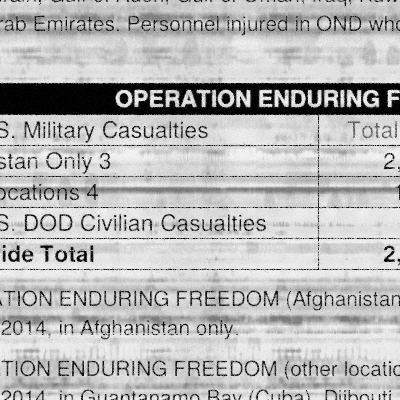 rab Emirates. Personnel injured in OND who
OPERATION ENDURING F
S. Military Casualties Total
stan Only 3 2,
ocations 4 1
S. DOD Civilian Casualties
ide Total 2,
ATION ENDURING FREEDOM (Afghanistan
2014, in Afghanistan only.
TION ENDURING FREEDOM (other locatio
2014, in Guantanamo Bay (Cuba), Djibouti,